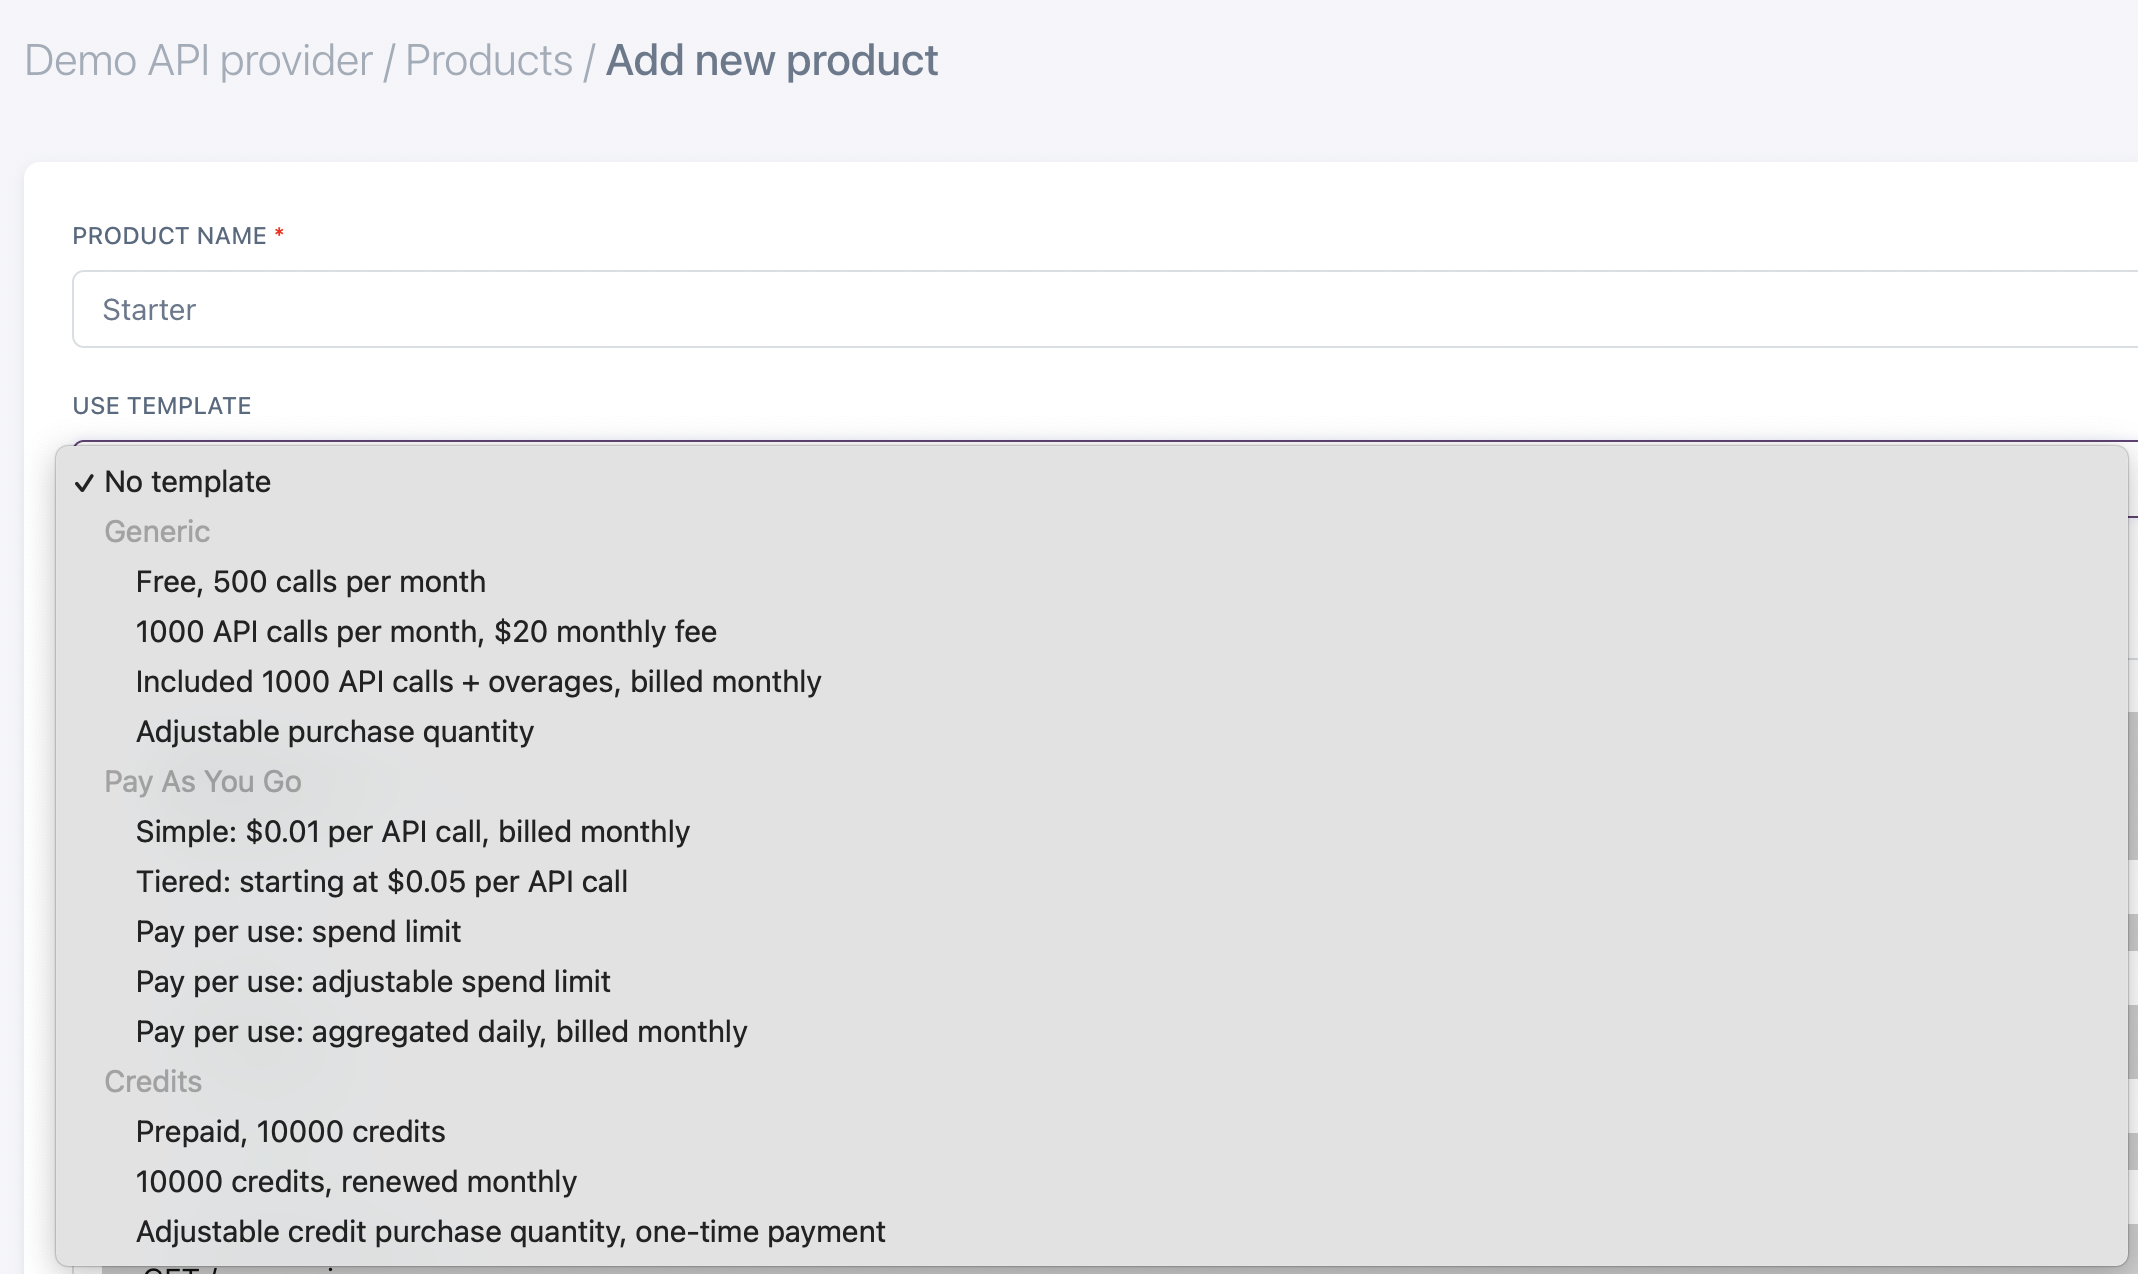 Demo API provider / Products / Add new product
PRODUCT NAME *
Starter
USE TEMPLATE
✓ No template
Generic
Free, 500 calls per month
1000 API calls per month, $20 monthly fee
Included 1000 API calls + overages, billed monthly
Adjustable purchase quantity
Pay As You Go
Simple: $0.01 per API call, billed monthly
Tiered: starting at $0.05 per API call
Pay per use: spend limit
Pay per use: adjustable spend limit
Pay per use: aggregated daily, billed monthly
Credits
Prepaid, 10000 credits
10000 credits, renewed monthly
Adjustable credit purchase quantity, one-time payment